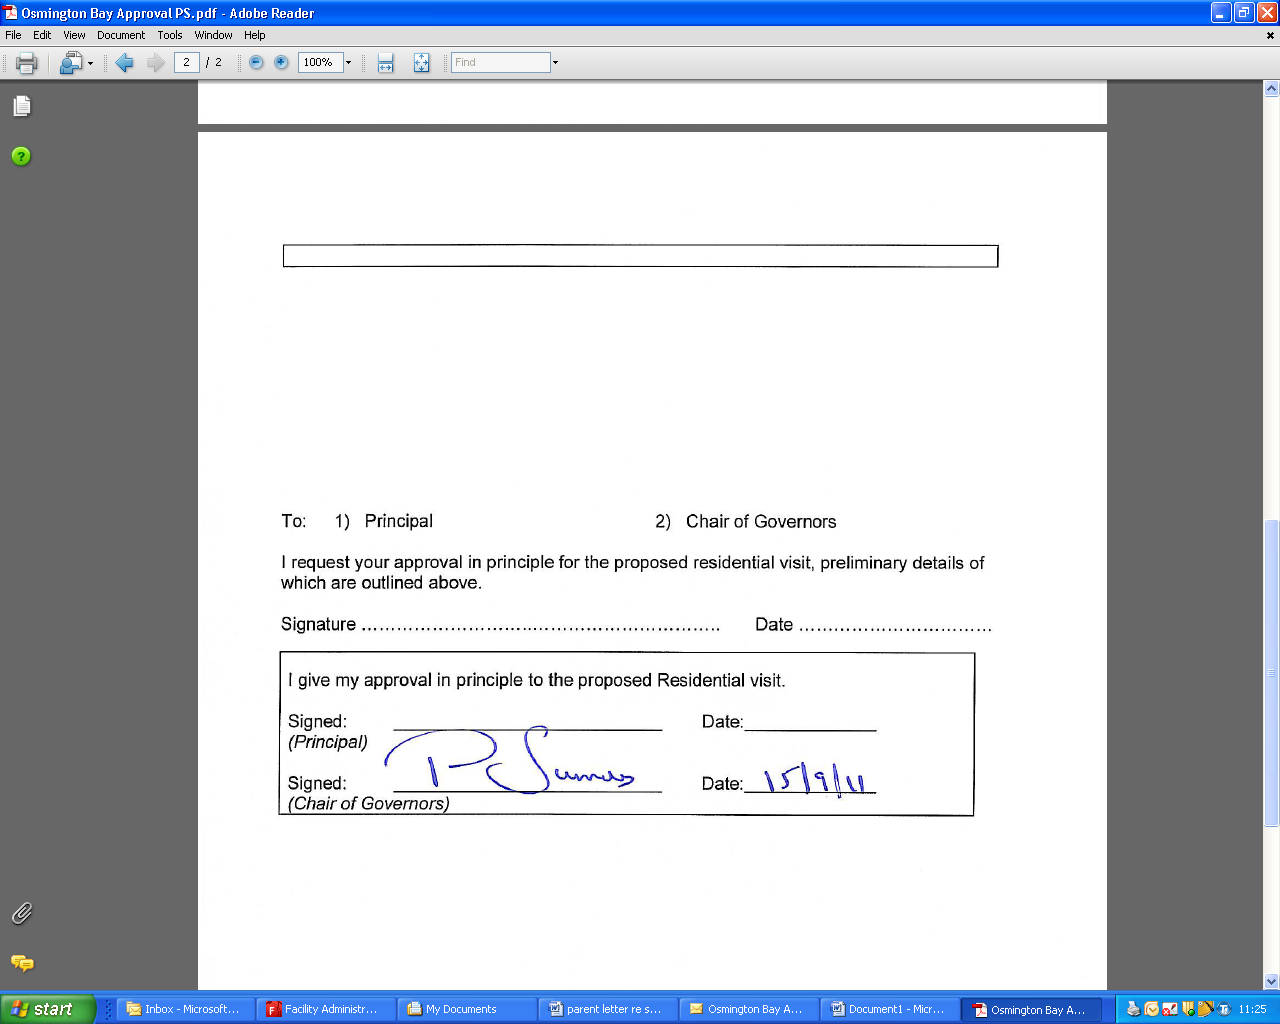 Osmington Bay Approval PS.pdf - Adobe Reader
File Edit View Document Tools Window Help
2 / 2 100% Find
To: 1) Principal 2) Chair of Governors
I request your approval in principle for the proposed residential visit, preliminary details of
which are outlined above.
Signature ............................................................. Date .................................
I give my approval in principle to the proposed Residential visit.
Signed: Date:
(Principal)
Signed: Date: 15/9/11
(Chair of Governors)
start Inbox - Microsoft... Facility Administr... My Documents parent letter re s... Osmington Bay A... Document1 - Micr... Osmington Bay A... 11:25